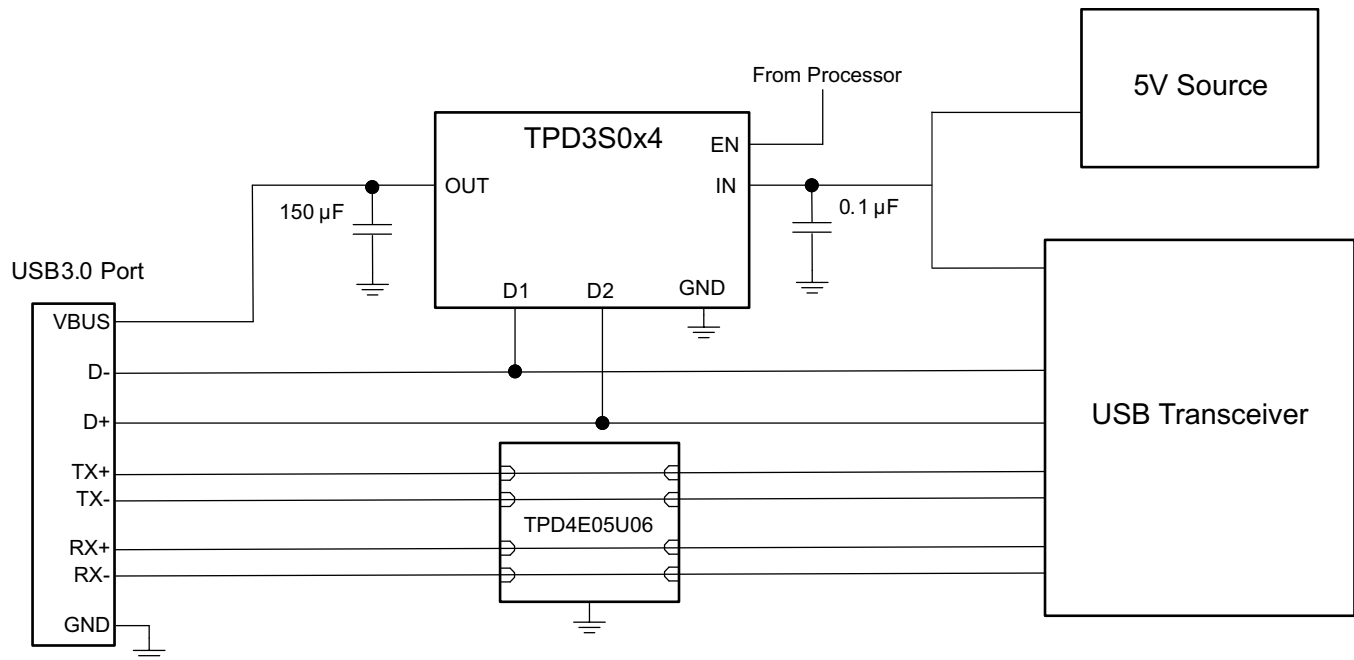 5V Source
From Processor
TPD3S0x4
EN
OUT
IN
150 µF
0.1 µF
USB3.0 Port
D1
D2
GND
VBUS
D-
D+
USB Transceiver
TX+
TX-
TPD4E05U06
RX+
RX-
GND